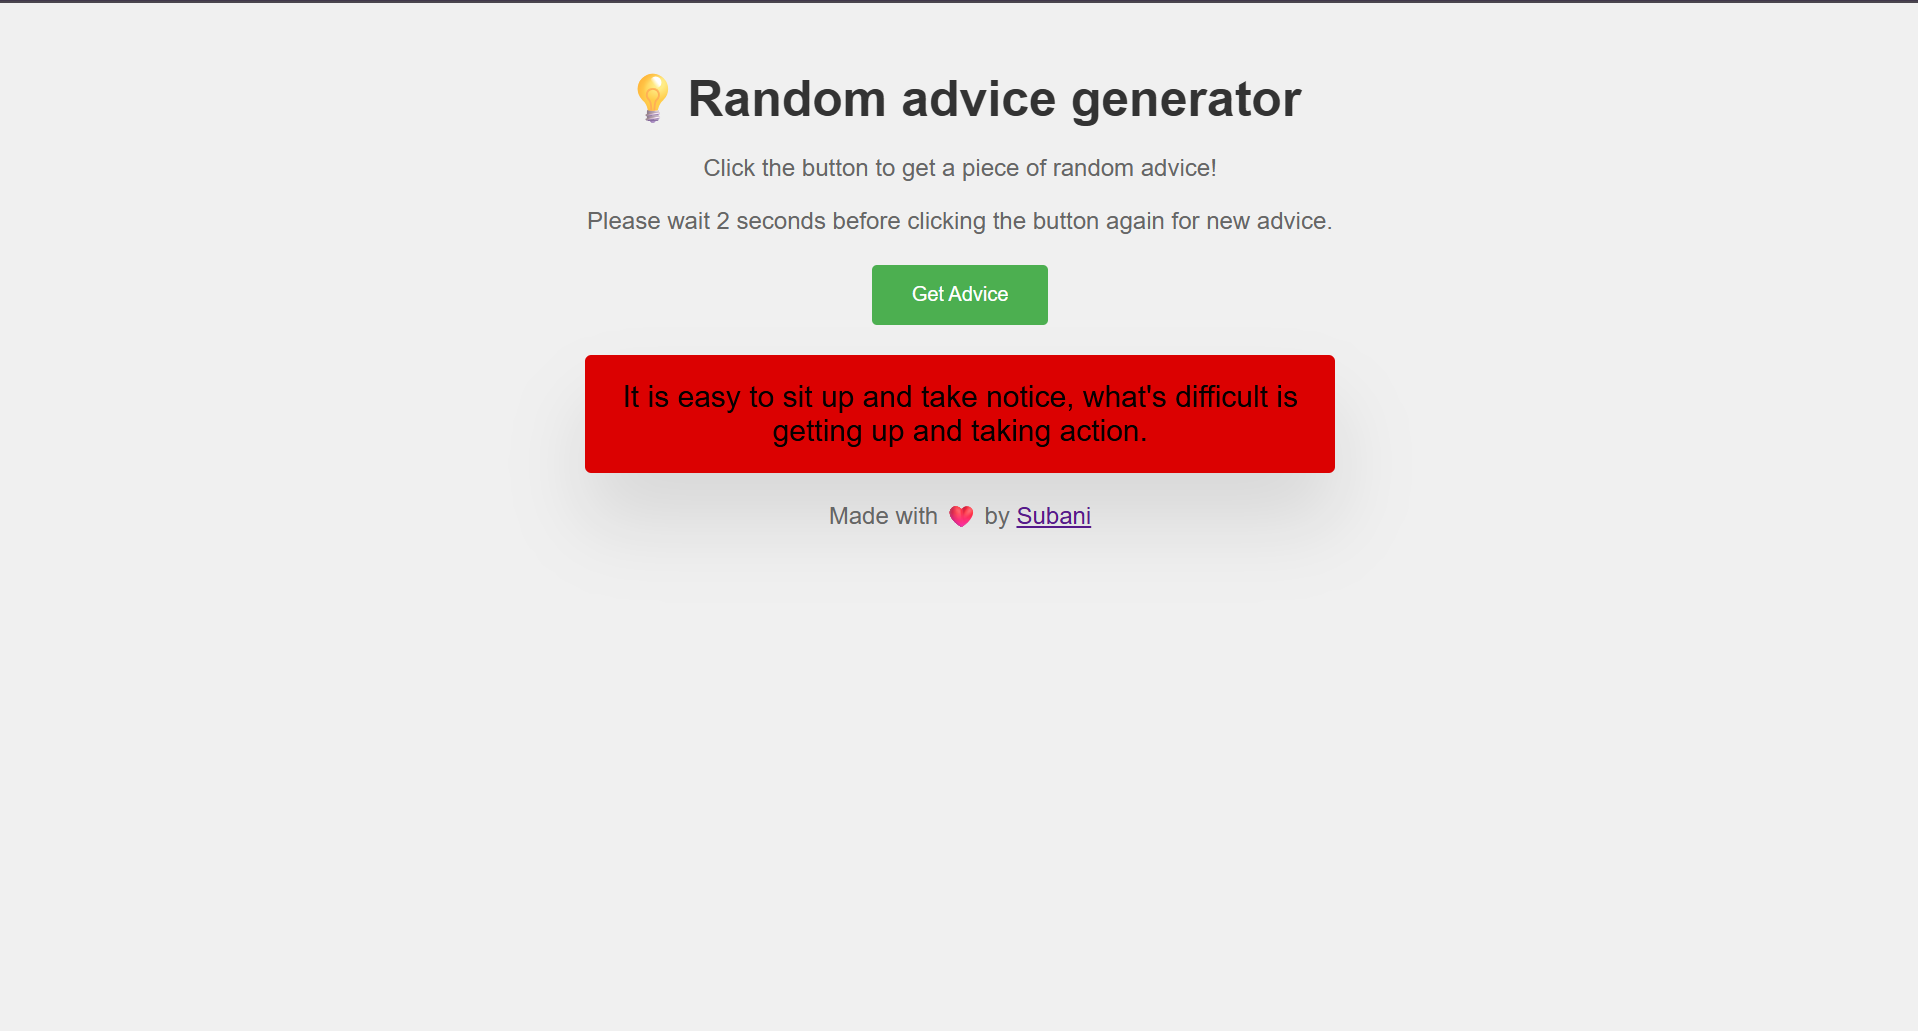 💡 Random advice generator
Click the button to get a piece of random advice!
Please wait 2 seconds before clicking the button again for new advice.
Get Advice
It is easy to sit up and take notice, what's difficult is
getting up and taking action.
Made with ❤️ by Subani